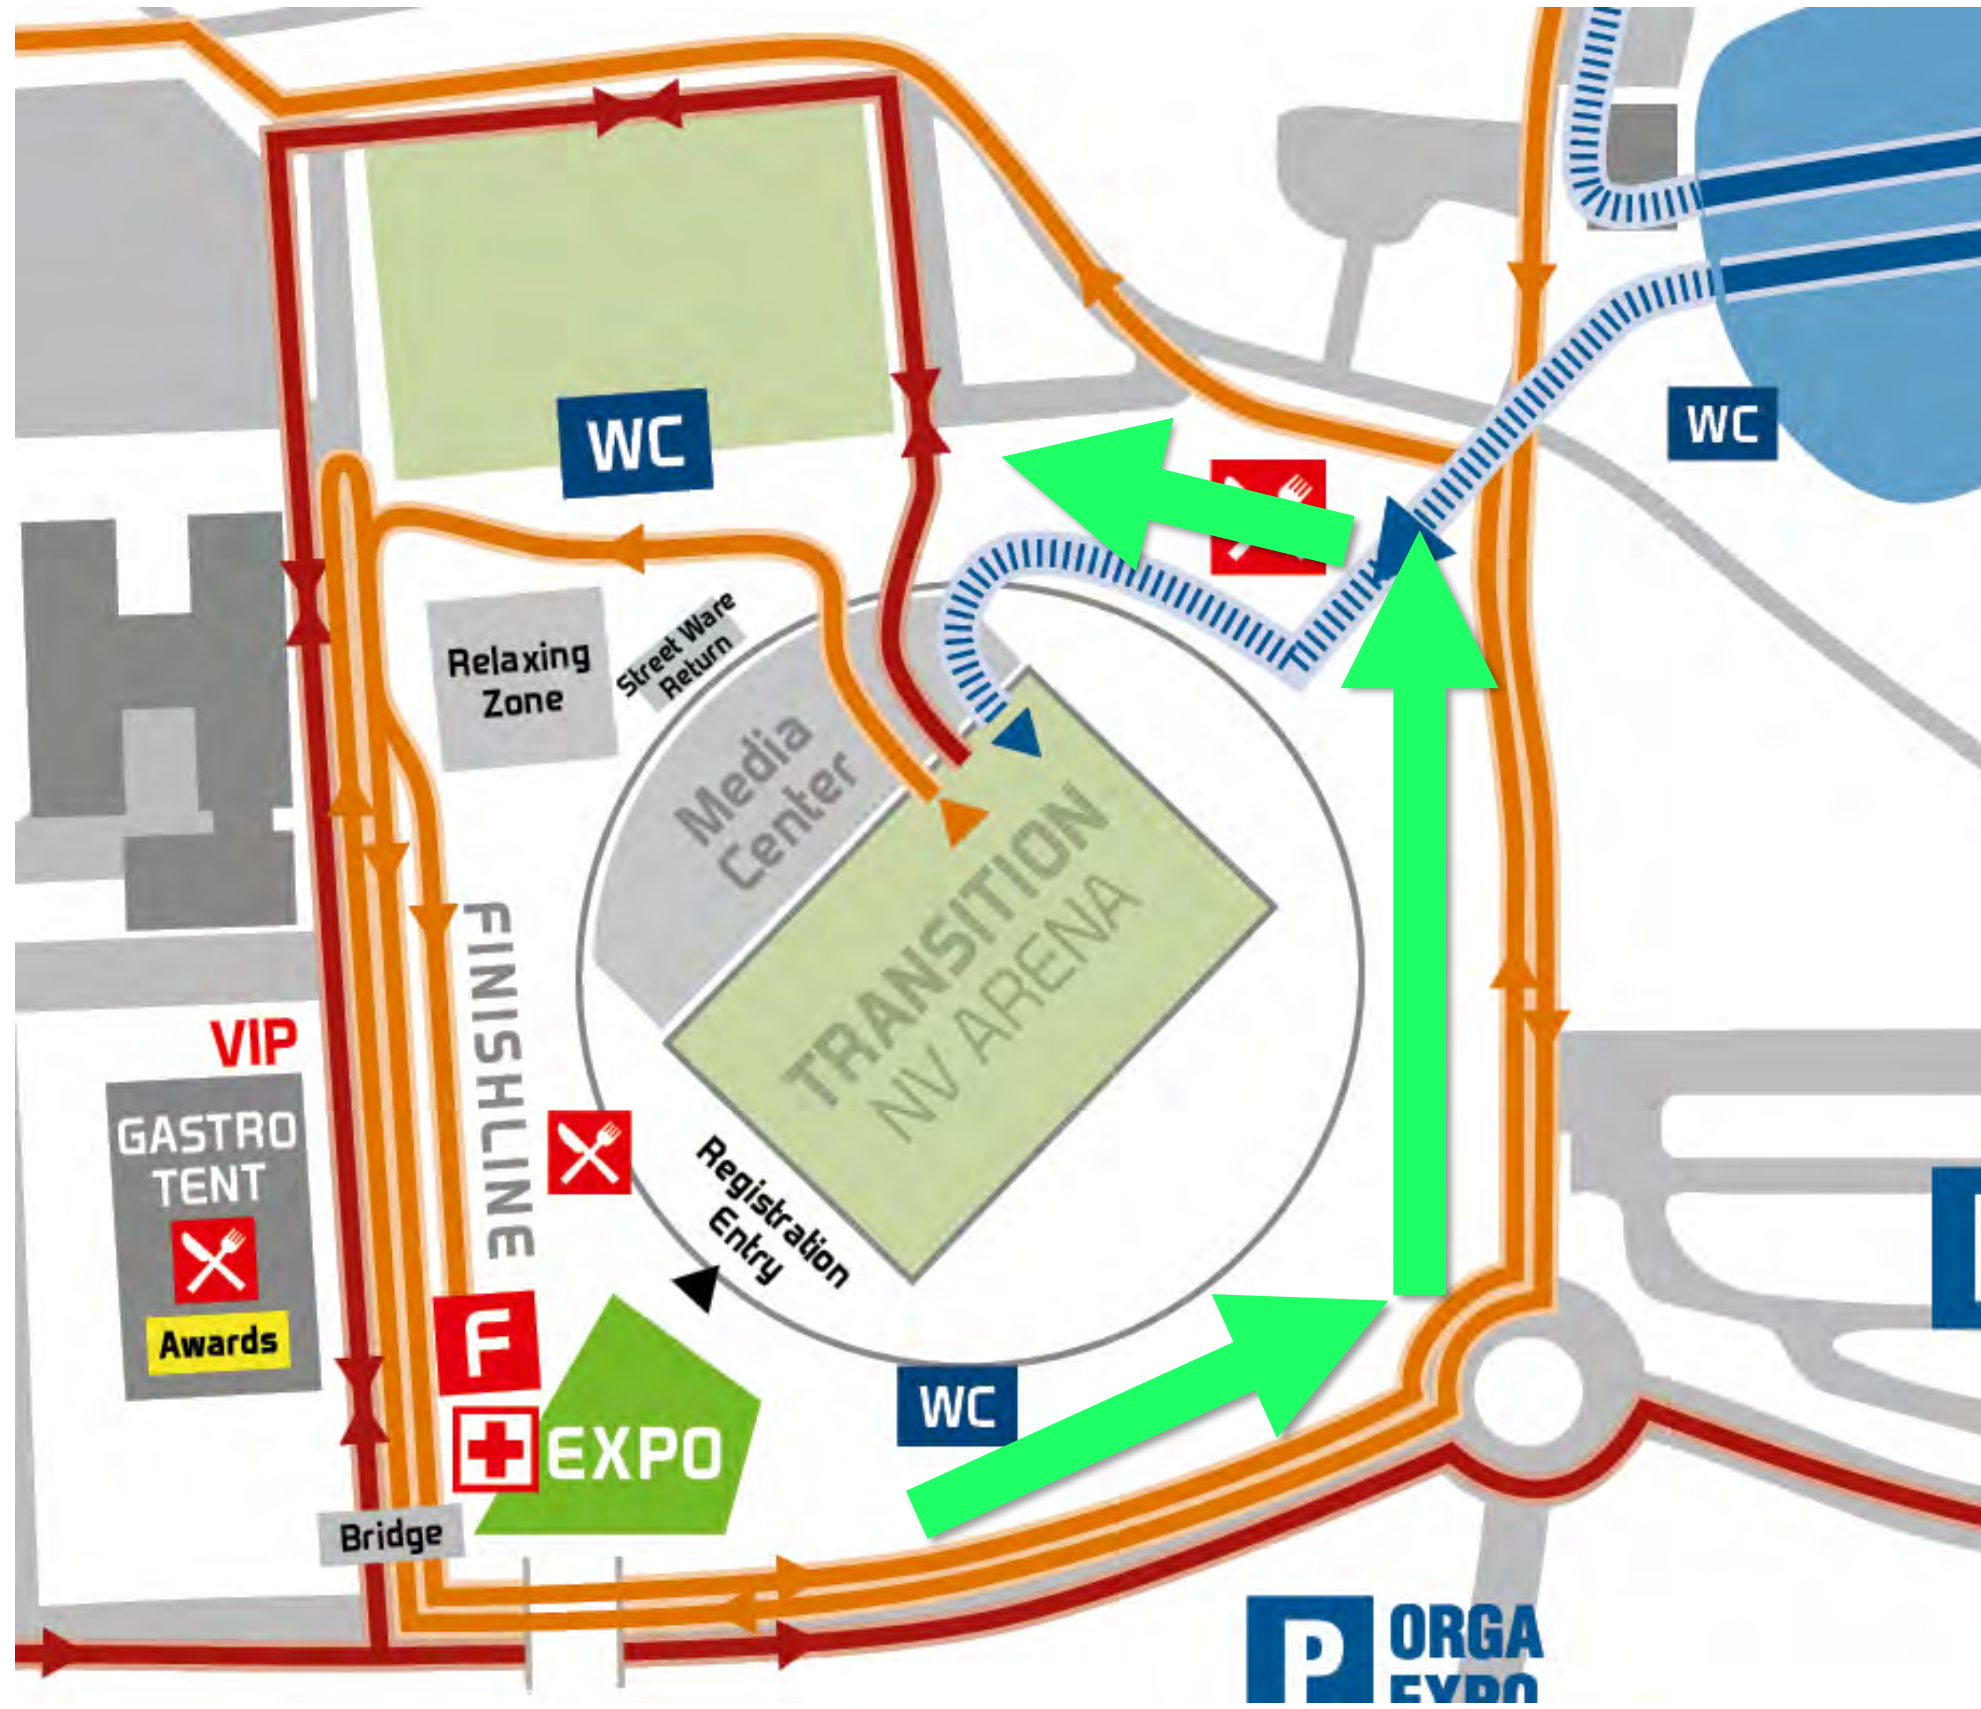 WC
WC
Relaxing
Zone
Street Ware
Return
Media
Center
TRANSITION
NV ARENA
FINISHLINE
VIP
GASTRO
TENT
Awards
Registration
Entry
F
EXPO
WC
Bridge
P
ORGA
EXPO